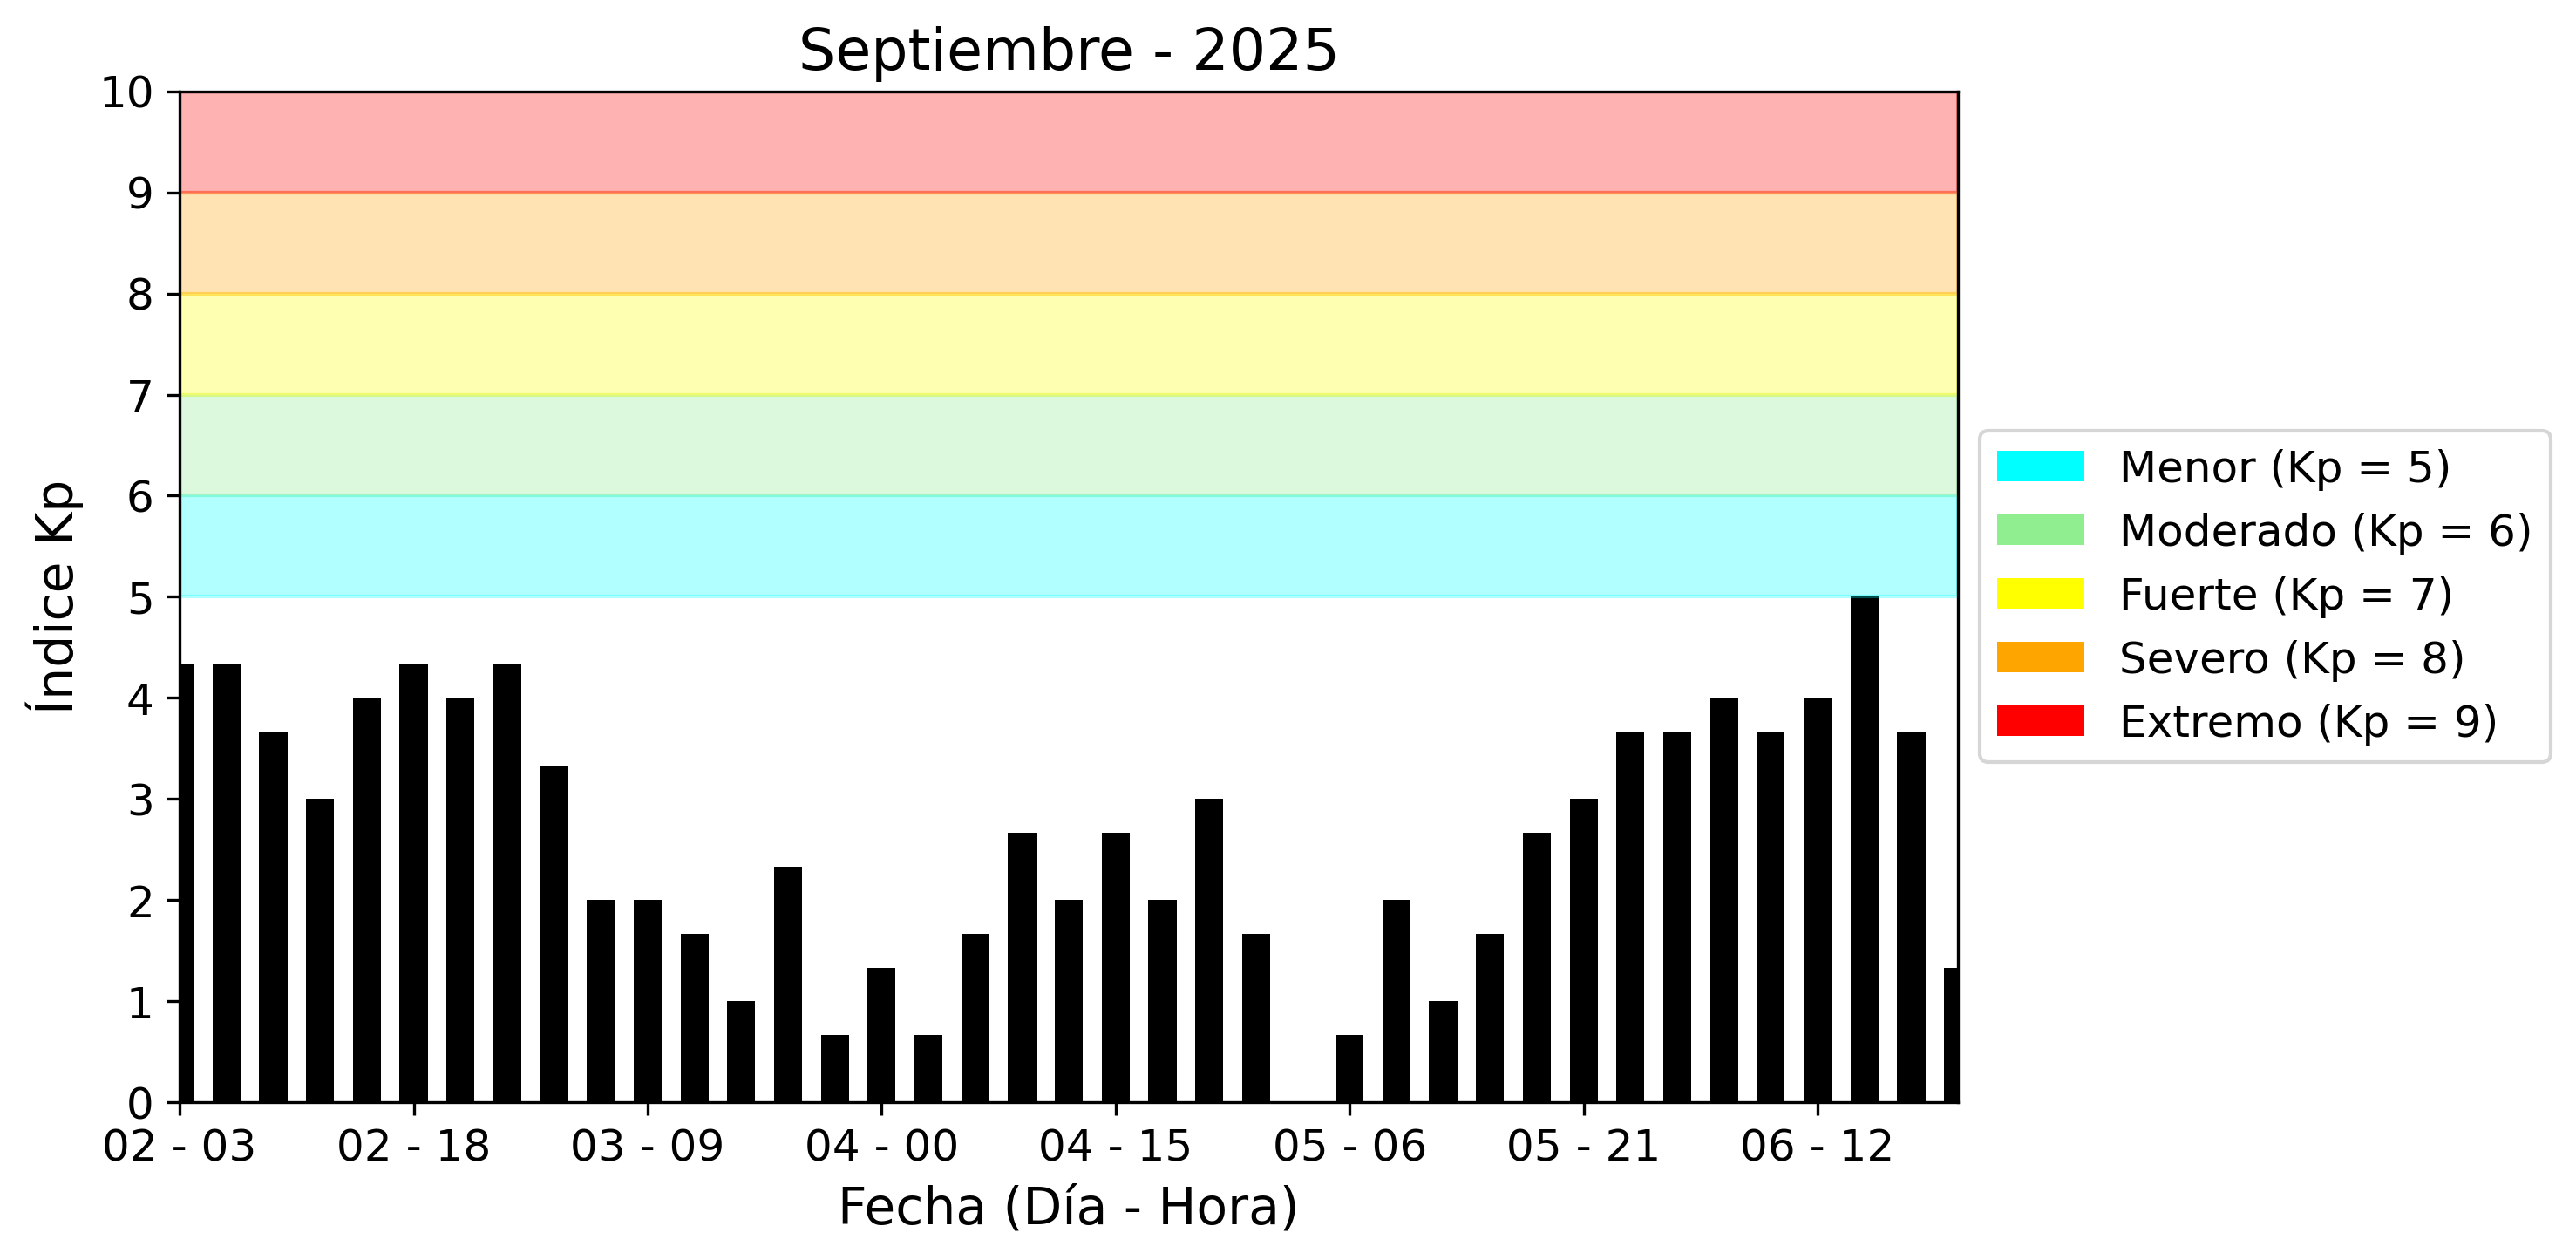 Septiembre - 2025
10
9
8
7
6
5
4
3
2
1
0
Índice Kp
02 - 03
02 - 18
03 - 09
04 - 00
04 - 15
05 - 06
05 - 21
06 - 12
Fecha (Día - Hora)
Menor (Kp = 5)
Moderado (Kp = 6)
Fuerte (Kp = 7)
Severo (Kp = 8)
Extremo (Kp = 9)